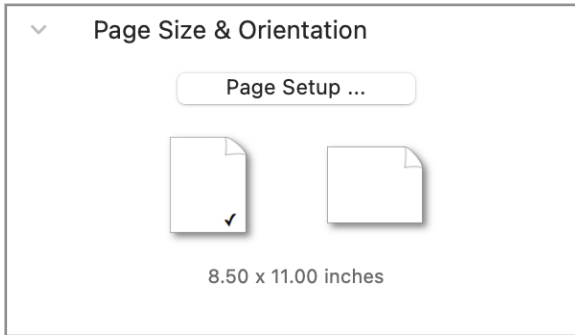 Page Size & Orientation
Page Setup ...
8.50 x 11.00 inches